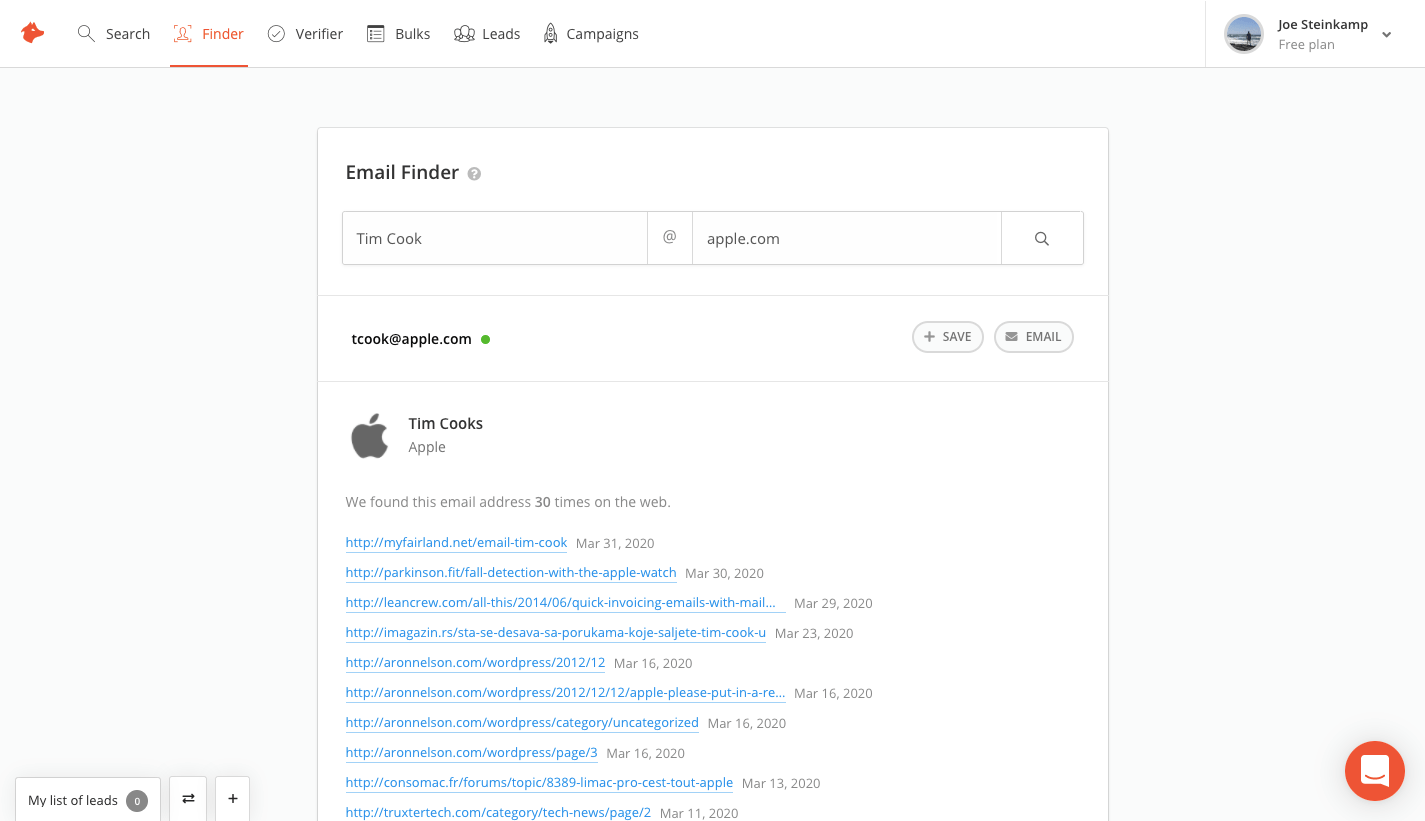 Search Finder Verifier Bulks Leads Campaigns
Joe Steinkamp
Free plan
Email Finder ?
Tim Cook @ apple.com
tcook@apple.com + SAVE EMAIL
Tim Cooks
Apple
We found this email address 30 times on the web.
http://myfairland.net/email-tim-cook Mar 31, 2020
http://parkinson.fit/fall-detection-with-the-apple-watch Mar 30, 2020
http://leancrew.com/all-this/2014/06/quick-invoicing-emails-with-mail... Mar 29, 2020
http://imagazin.rs/sta-se-desava-sa-porukama-koje-saljete-tim-cook-u Mar 23, 2020
http://aronnelson.com/wordpress/2012/12 Mar 16, 2020
http://aronnelson.com/wordpress/2012/12/12/apple-please-put-in-a-re... Mar 16, 2020
http://aronnelson.com/wordpress/category/uncategorized Mar 16, 2020
http://aronnelson.com/wordpress/page/3 Mar 16, 2020
http://consomac.fr/forums/topic/8389-limac-pro-cest-tout-apple Mar 13, 2020
http://truxtertech.com/category/tech-news/page/2 Mar 11, 2020
My list of leads 0 +